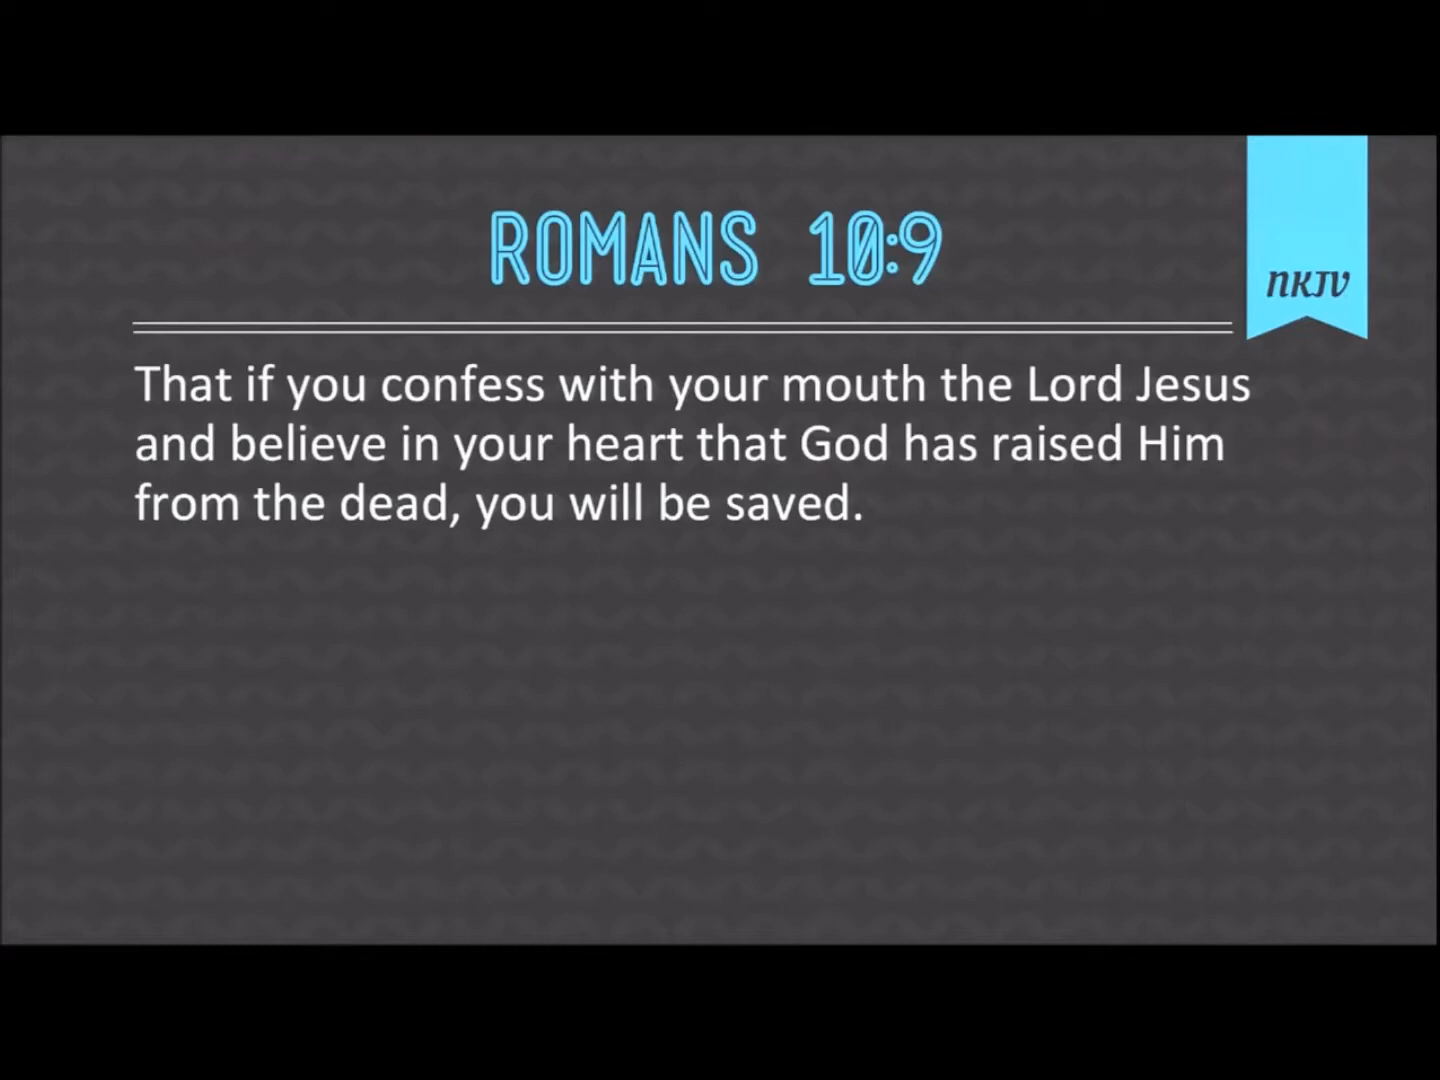 ROMANS 10:9
NKJV
That if you confess with your mouth the Lord Jesus
and believe in your heart that God has raised Him
from the dead, you will be saved.